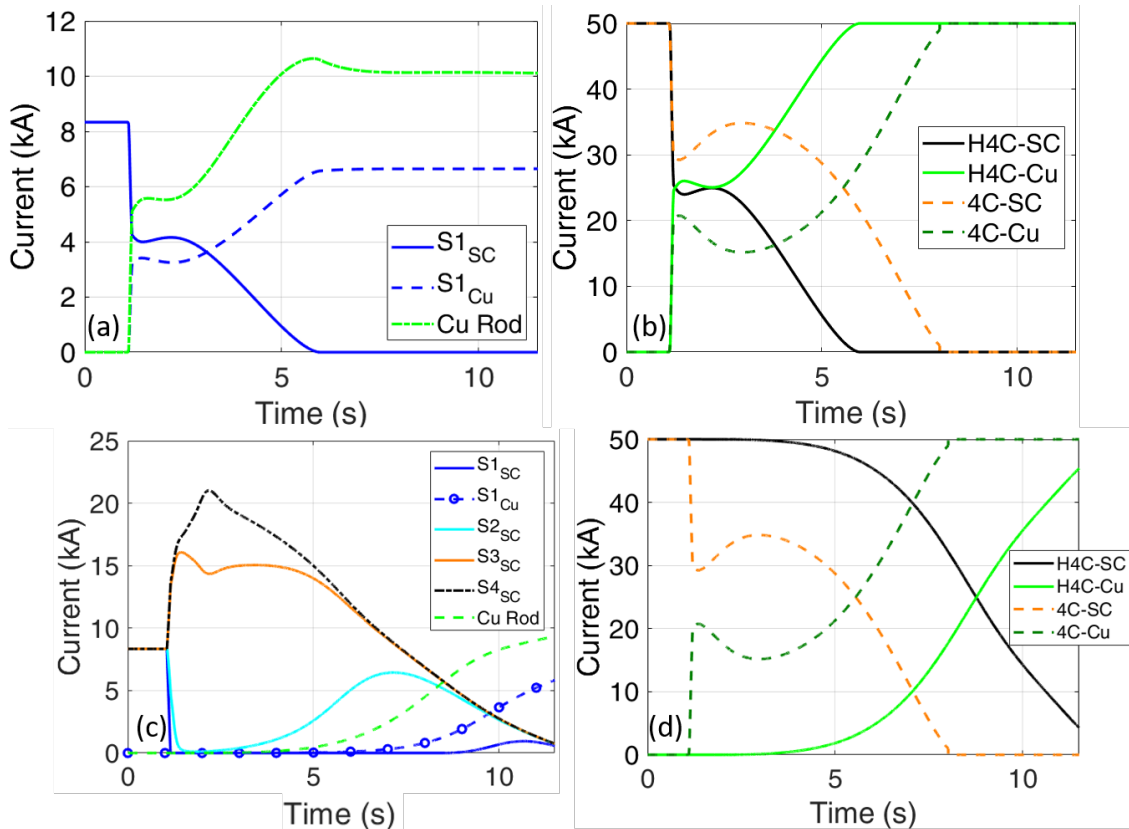 12
10
8
6
4
2
0
Current (kA)
S1SC
S1Cu
Cu Rod
(a)
0
5
10
Time (s)
50
40
30
20
10
0
Current (kA)
H4C-SC
H4C-Cu
4C-SC
4C-Cu
(b)
0
5
10
Time (s)
25
20
15
10
5
0
Current (kA)
S1SC
S1Cu
S2SC
S3SC
S4SC
Cu Rod
(c)
0
5
10
Time (s)
50
40
30
20
10
0
Current (kA)
H4C-SC
H4C-Cu
4C-SC
4C-Cu
(d)
0
5
10
Time (s)